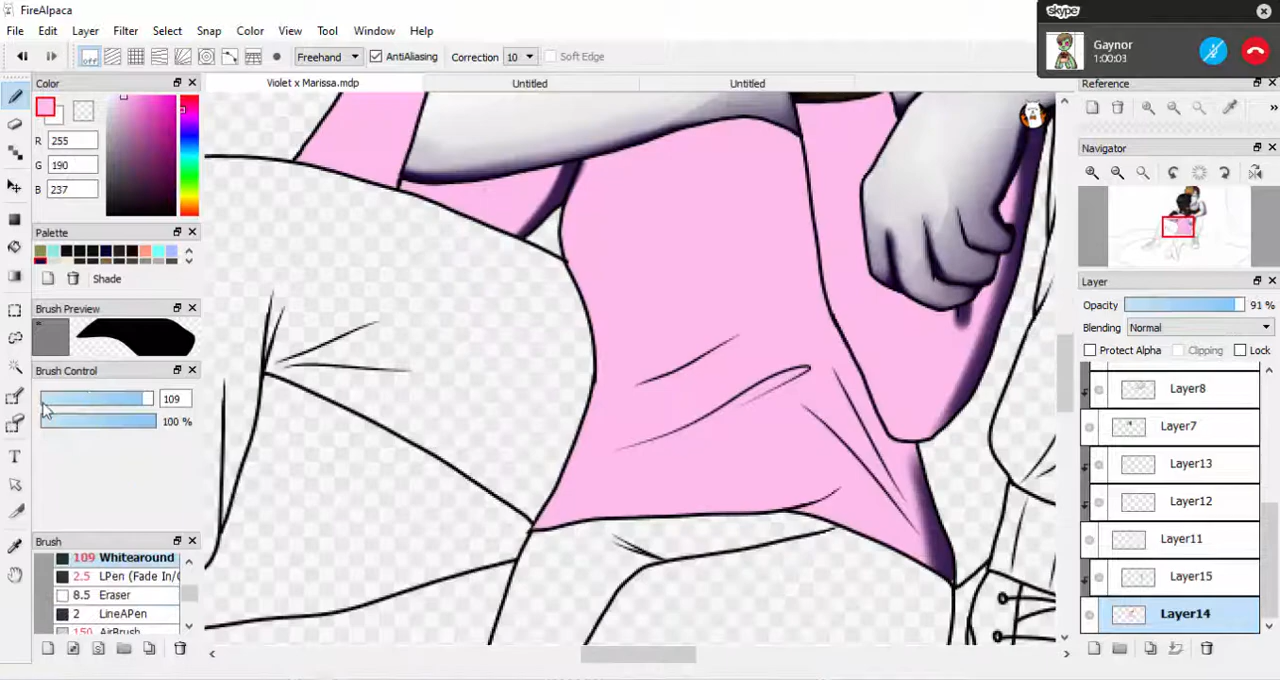 FireAlpaca
skype
File Edit Layer Filter Select Snap Color View Tool Window Help
Gaynor
1:00:03
off Freehand AntiAliasing Correction 10 Soft Edge
Color
Violet x Marissa.mdp Untitled Untitled
Reference
R 255
G 190
B 237
Navigator
Palette
Shade
Layer
Brush Preview
Opacity 91 %
Blending Normal
Protect Alpha Clipping Lock
Brush Control
109
100 %
Layer8
Layer7
Layer13
Layer12
Layer11
Layer15
Layer14
Brush
109 Whitearound
2.5 LPen (Fade In/O
8.5 Eraser
2 LineAPen
150 AirBrush